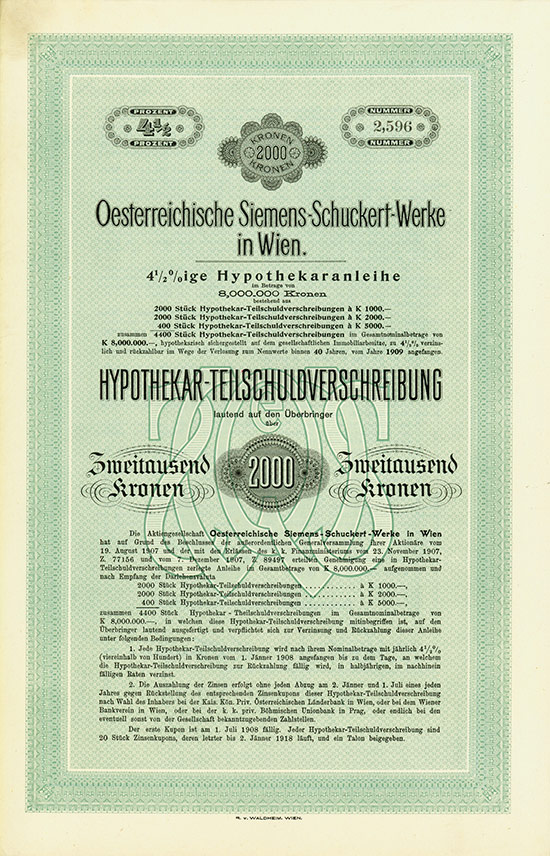 PROZENT
4½
PROZENT
NUMMER
2,596
NUMMER
KRONEN
2000
KRONEN
Oesterreichische Siemens-Schuckert-Werke
in Wien.
4½%ige Hypothekaranleihe
im Betrage von
8,000.000 Kronen
bestehend aus
2000 Stück Hypothekar-Teilschuldverschreibungen à K 1000.—
2000 Stück Hypothekar-Teilschuldverschreibungen à K 2000.—
400 Stück Hypothekar-Teilschuldverschreibungen à K 5000.—
zusammen 4400 Stück Hypothekar-Teilschuldverschreibungen im Gesamtnominalbetrage von
K 8,000.000.—, hypothekarisch sichergestellt auf dem gesellschaftlichen Immobiliarbesitze, zu 4½% verzins-
lich und rückzahlbar im Wege der Verlosung zum Nennwerte binnen 40 Jahren, vom Jahre 1909 angefangen.
HYPOTHEKAR-TEILSCHULDVERSCHREIBUNG
lautend auf den Überbringer
über
Zweitausend
Kronen
2000
Zweitausend
Kronen
Die Aktiengesellschaft Oesterreichische Siemens-Schuckert-Werke in Wien
hat auf Grund des Beschlusses der außerordentlichen Generalversammlung ihrer Aktionäre vom
19. August 1907 und der mit den Erlässen des k. k. Finanzministeriums vom 23. November 1907,
Z. 77156 und vom 7. Dezember 1907, Z. 89497 erteilten Genehmigung eine in Hypothekar-
Teilschuldverschreibungen zerlegte Anleihe im Gesamtbetrage von K 8,000.000.— aufgenommen und
nach Empfang der Darlehensvaluta
2000 Stück Hypothekar-Teilschuldverschreibungen . . . . . . . . . . . à K 1000.—,
2000 Stück Hypothekar-Teilschuldverschreibungen . . . . . . . . . . . à K 2000.—,
400 Stück Hypothekar-Teilschuldverschreibungen . . . . . . . . . . . à K 5000.—,
zusammen 4400 Stück Hypothekar-Theilschuldverschreibungen im Gesamtnominalbetrage von
K 8,000.000.—, in welchen diese Hypothekar-Teilschuldverschreibung mitinbegriffen ist, auf den
Überbringer lautend ausgefertigt und verpflichtet sich zur Verzinsung und Rückzahlung dieser Anleihe
unter folgenden Bedingungen:
1. Jede Hypothekar-Teilschuldverschreibung wird nach ihrem Nominalbetrage mit jährlich 4½%
(viereinhalb von Hundert) in Kronen vom 1. Jänner 1908 angefangen bis zu dem Tage, an welchem
die Hypothekar-Teilschuldverschreibung zur Rückzahlung fällig wird, in halbjährigen, im nachhinein
fälligen Raten verzinst.
2. Die Auszahlung der Zinsen erfolgt ohne jeden Abzug am 2. Jänner und 1. Juli eines jeden
Jahres gegen Rückstellung des entsprechenden Zinsenkupons dieser Hypothekar-Teilschuldverschreibung
nach Wahl des Inhabers bei der Kais. Kön. Priv. Österreichischen Länderbank in Wien, oder bei dem Wiener
Bankverein in Wien, oder bei der k. k. priv. Böhmischen Unionbank in Prag, oder endlich bei den
eventuell sonst von der Gesellschaft bekanntzugebenden Zahlstellen.
Der erste Kupon ist am 1. Juli 1908 fällig. Jeder Hypothekar-Teilschuldverschreibung sind
20 Stück Zinsenkupons, deren letzter bis 2. Jänner 1918 läuft, und ein Talon beigegeben.
R. v. WALDHEIM, WIEN.